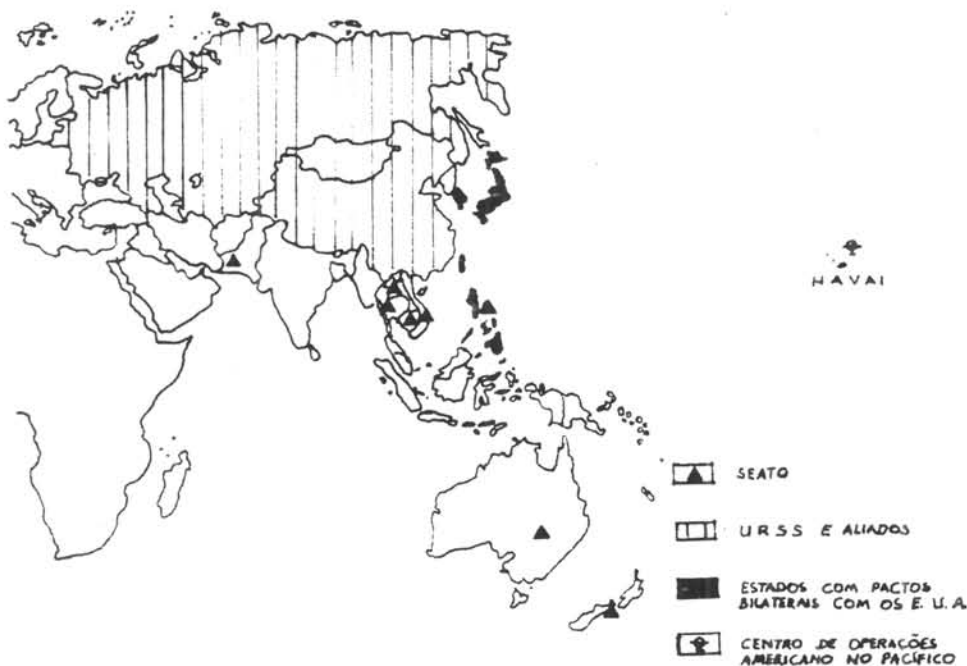 HAVAI
SEATO
URSS E ALIADOS
ESTADOS COM PACTOS
BILATERAIS COM OS E.U.A.
CENTRO DE OPERAÇÕES
AMERICANO NO PACÍFICO